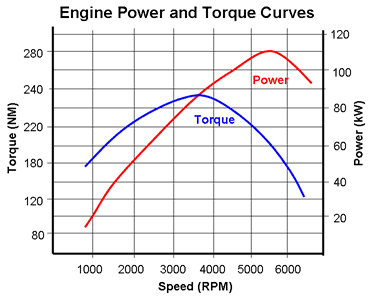 Engine Power and Torque Curves
120
280
100
Power
240
80
Torque
220
60
180
40
120
20
80
Torque (NM)
Power (kW)
1000 2000 3000 4000 5000 6000
Speed (RPM)